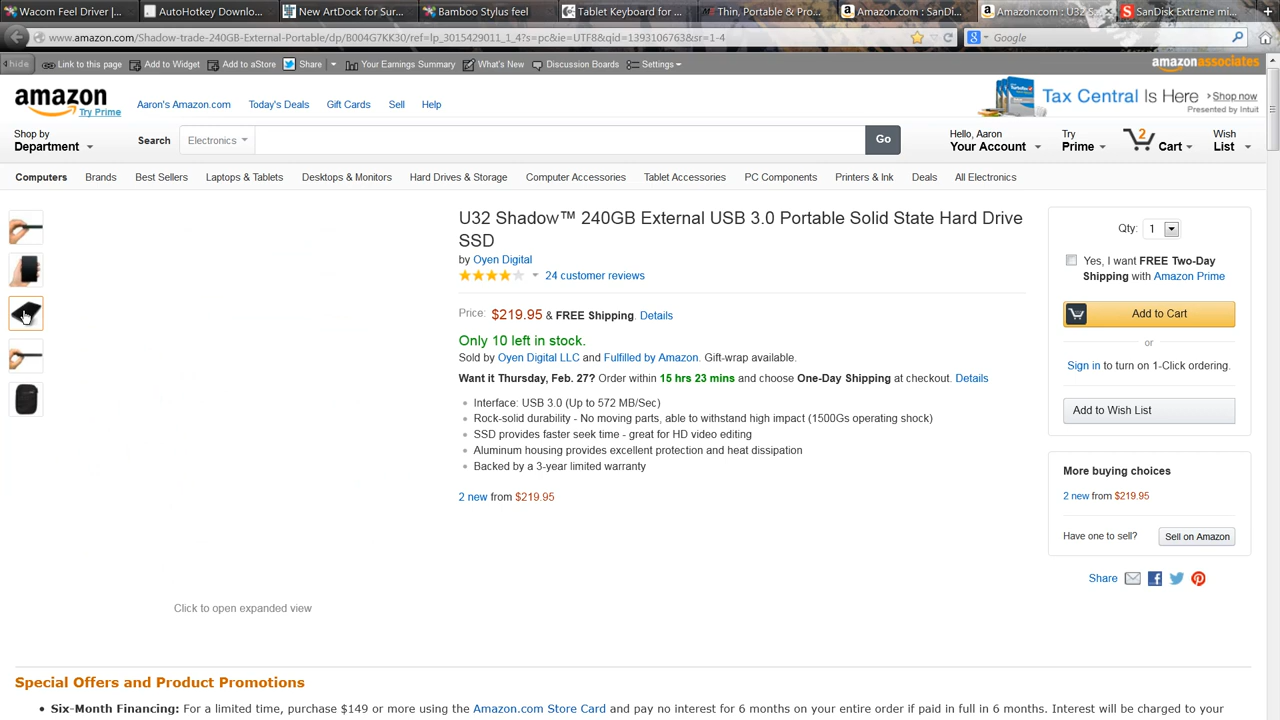 Wacom Feel Driver |...
AutoHotkey Downlo...
New ArtDock for Sur...
Bamboo Stylus feel
Tablet Keyboard for ...
Thin, Portable & Pro...
Amazon.com : SanDi...
Amazon.com : U32 S...
SanDisk Extreme mi...
www.amazon.com/Shadow-trade-240GB-External-Portable/dp/B004G7KK30/ref=lp_3015429011_1_4?s=pc&ie=UTF8&qid=1393106763&sr=1-4
Google
hide
Link to this page
Add to Widget
Add to aStore
Share
Your Earnings Summary
What's New
Discussion Boards
Settings
amazonassociates
amazon
Try Prime
Aaron's Amazon.com
Today's Deals
Gift Cards
Sell
Help
Tax Central Is Here
Shop now
Presented by Intuit
Shop by
Department
Search
Electronics
Go
Hello, Aaron
Your Account
Try
Prime
2
Cart
Wish
List
Computers
Brands
Best Sellers
Laptops & Tablets
Desktops & Monitors
Hard Drives & Storage
Computer Accessories
Tablet Accessories
PC Components
Printers & Ink
Deals
All Electronics
U32 Shadow™ 240GB External USB 3.0 Portable Solid State Hard Drive
SSD
by Oyen Digital
24 customer reviews
Price: $219.95 & FREE Shipping. Details
Only 10 left in stock.
Sold by Oyen Digital LLC and Fulfilled by Amazon. Gift-wrap available.
Want it Thursday, Feb. 27? Order within 15 hrs 23 mins and choose One-Day Shipping at checkout. Details
Interface: USB 3.0 (Up to 572 MB/Sec)
Rock-solid durability - No moving parts, able to withstand high impact (1500Gs operating shock)
SSD provides faster seek time - great for HD video editing
Aluminum housing provides excellent protection and heat dissipation
Backed by a 3-year limited warranty
2 new from $219.95
Click to open expanded view
Qty: 1
Yes, I want FREE Two-Day
Shipping with Amazon Prime
Add to Cart
or
Sign in to turn on 1-Click ordering.
Add to Wish List
More buying choices
2 new from $219.95
Have one to sell?
Sell on Amazon
Share
Special Offers and Product Promotions
Six-Month Financing: For a limited time, purchase $149 or more using the Amazon.com Store Card and pay no interest for 6 months on your entire order if paid in full in 6 months. Interest will be charged to your